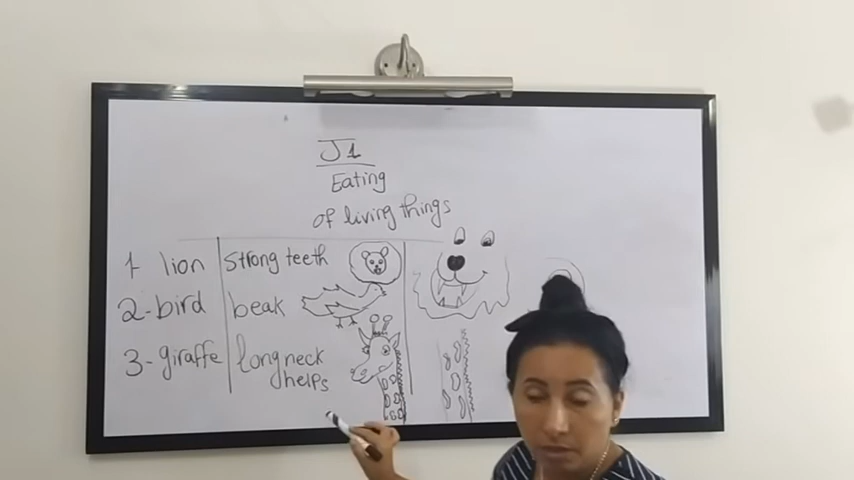 J1
Eating
of living things
1 lion strong teeth
2-bird beak
3-giraffe long neck
helps